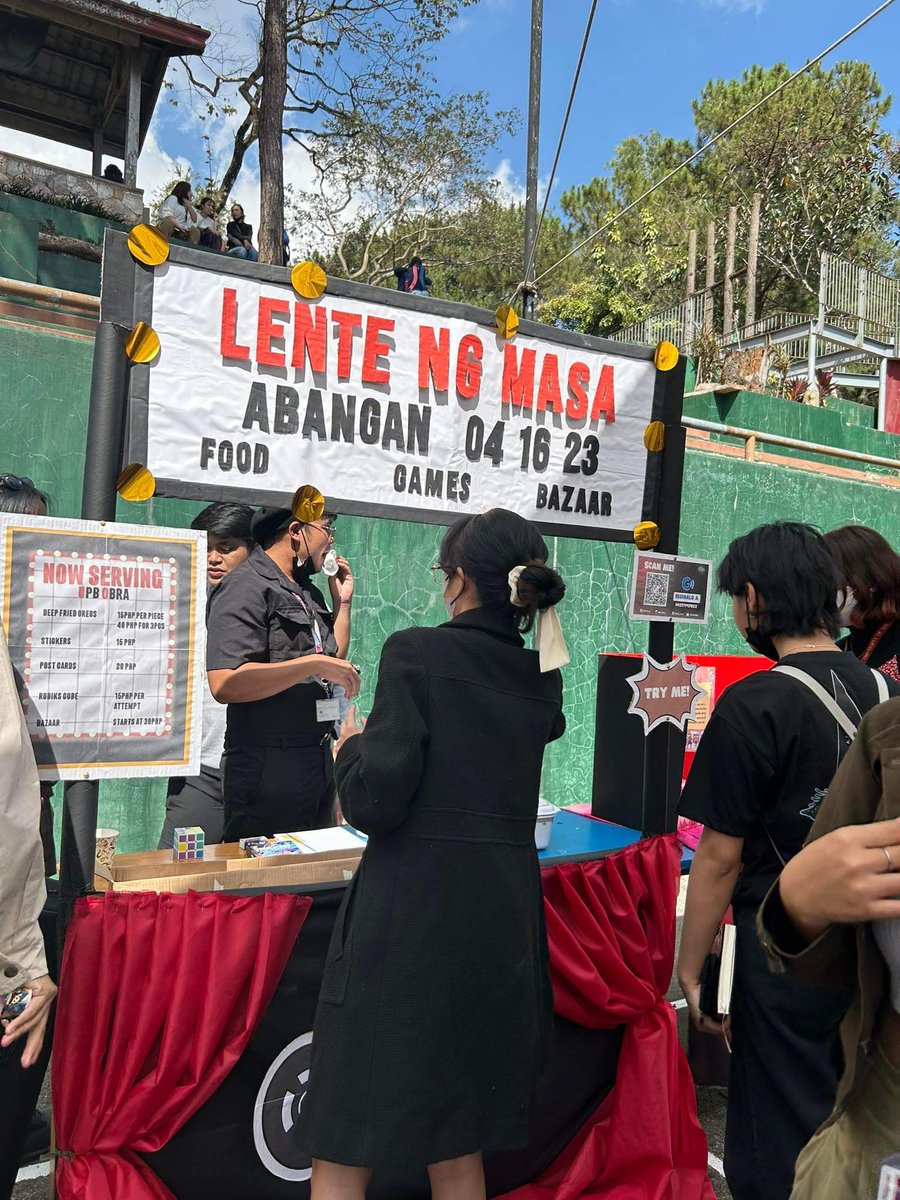 LENTE NG MASA
ABANGAN 04 16 23
FOOD GAMES BAZAAR
NOW SERVING
UPB OBRA
DEEP FRIED OREOS 15PHP PER PIECE
40 PHP FOR 3PCS
STICKERS 15 PHP
POST CARDS 20 PHP
RUBIKS CUBE 15PHP PER
ATTEMPT
BAZAAR STARTS AT 30PHP
SCAN ME!
TRY ME!